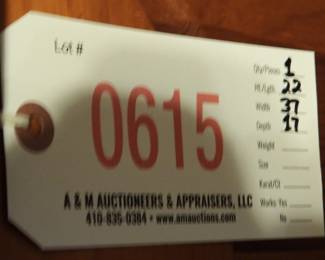 Lot #
0615
A & M AUCTIONEERS & APPRAISERS, LLC
410-835-0384 • www.amauctions.com
Qty/Pieces 1
Ht/Lgth 22
Width 37
Depth 17
Weight
Size
Karat/Ct
Works Yes
No